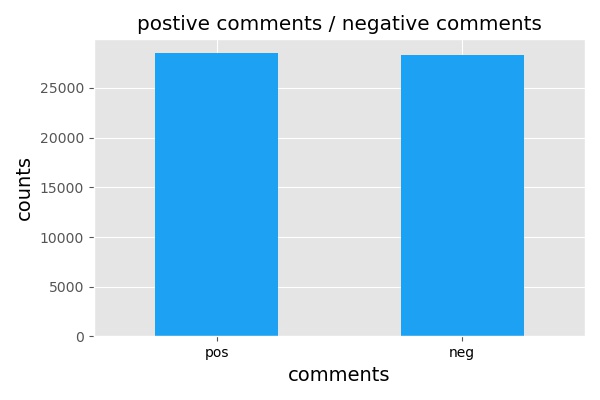 postive comments / negative comments
counts
25000
20000
15000
10000
5000
0
pos neg
comments